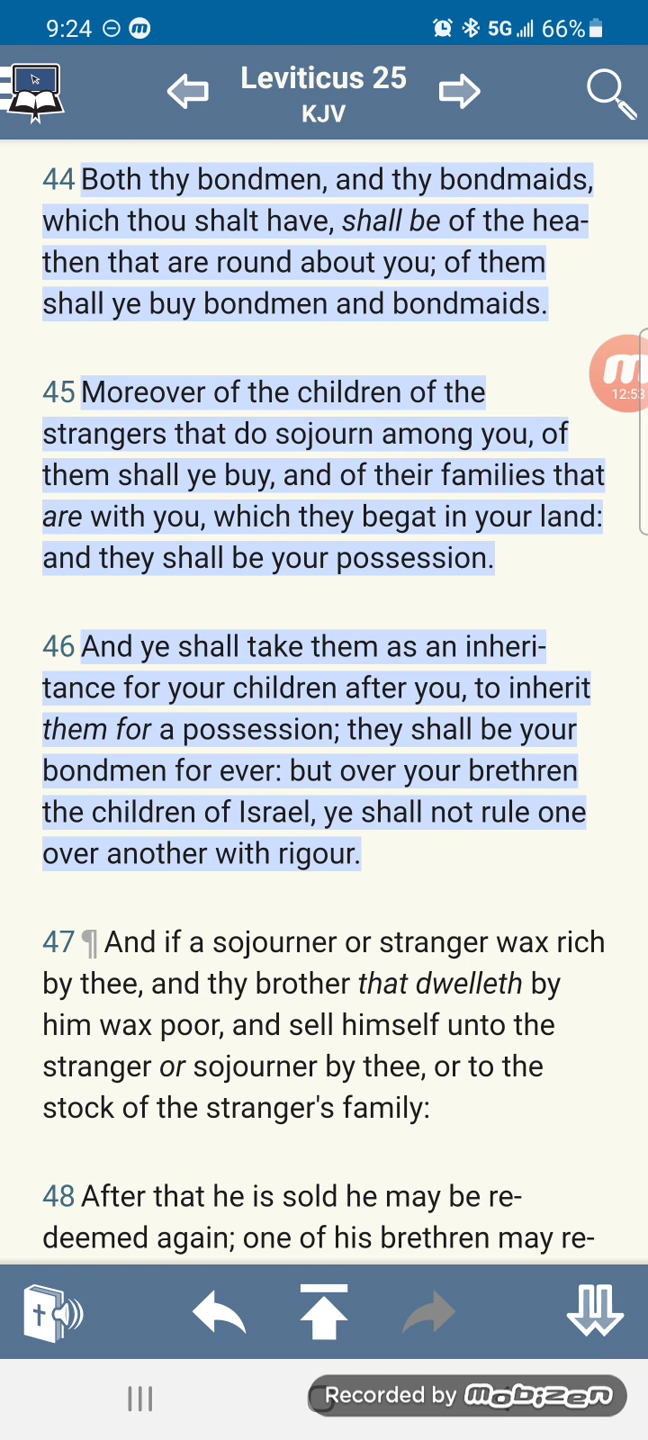 9:24 5G 66%
Leviticus 25
KJV
44 Both thy bondmen, and thy bondmaids,
which thou shalt have, shall be of the hea-
then that are round about you; of them
shall ye buy bondmen and bondmaids.
45 Moreover of the children of the
strangers that do sojourn among you, of
them shall ye buy, and of their families that
are with you, which they begat in your land:
and they shall be your possession.
m
12:53
46 And ye shall take them as an inheri-
tance for your children after you, to inherit
them for a possession; they shall be your
bondmen for ever: but over your brethren
the children of Israel, ye shall not rule one
over another with rigour.
47 ¶ And if a sojourner or stranger wax rich
by thee, and thy brother that dwelleth by
him wax poor, and sell himself unto the
stranger or sojourner by thee, or to the
stock of the stranger's family:
48 After that he is sold he may be re-
deemed again; one of his brethren may re-
Recorded by mobizen